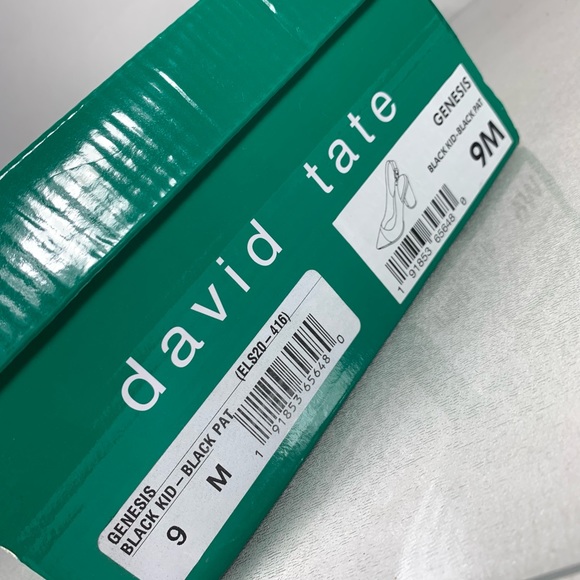 david tate
GENESIS
BLACK KID-BLACK PAT
9M
1 91853 65648 0
GENESIS
BLACK KID – BLACK PAT (ELS20–416)
9 M
1 91853 65648 0